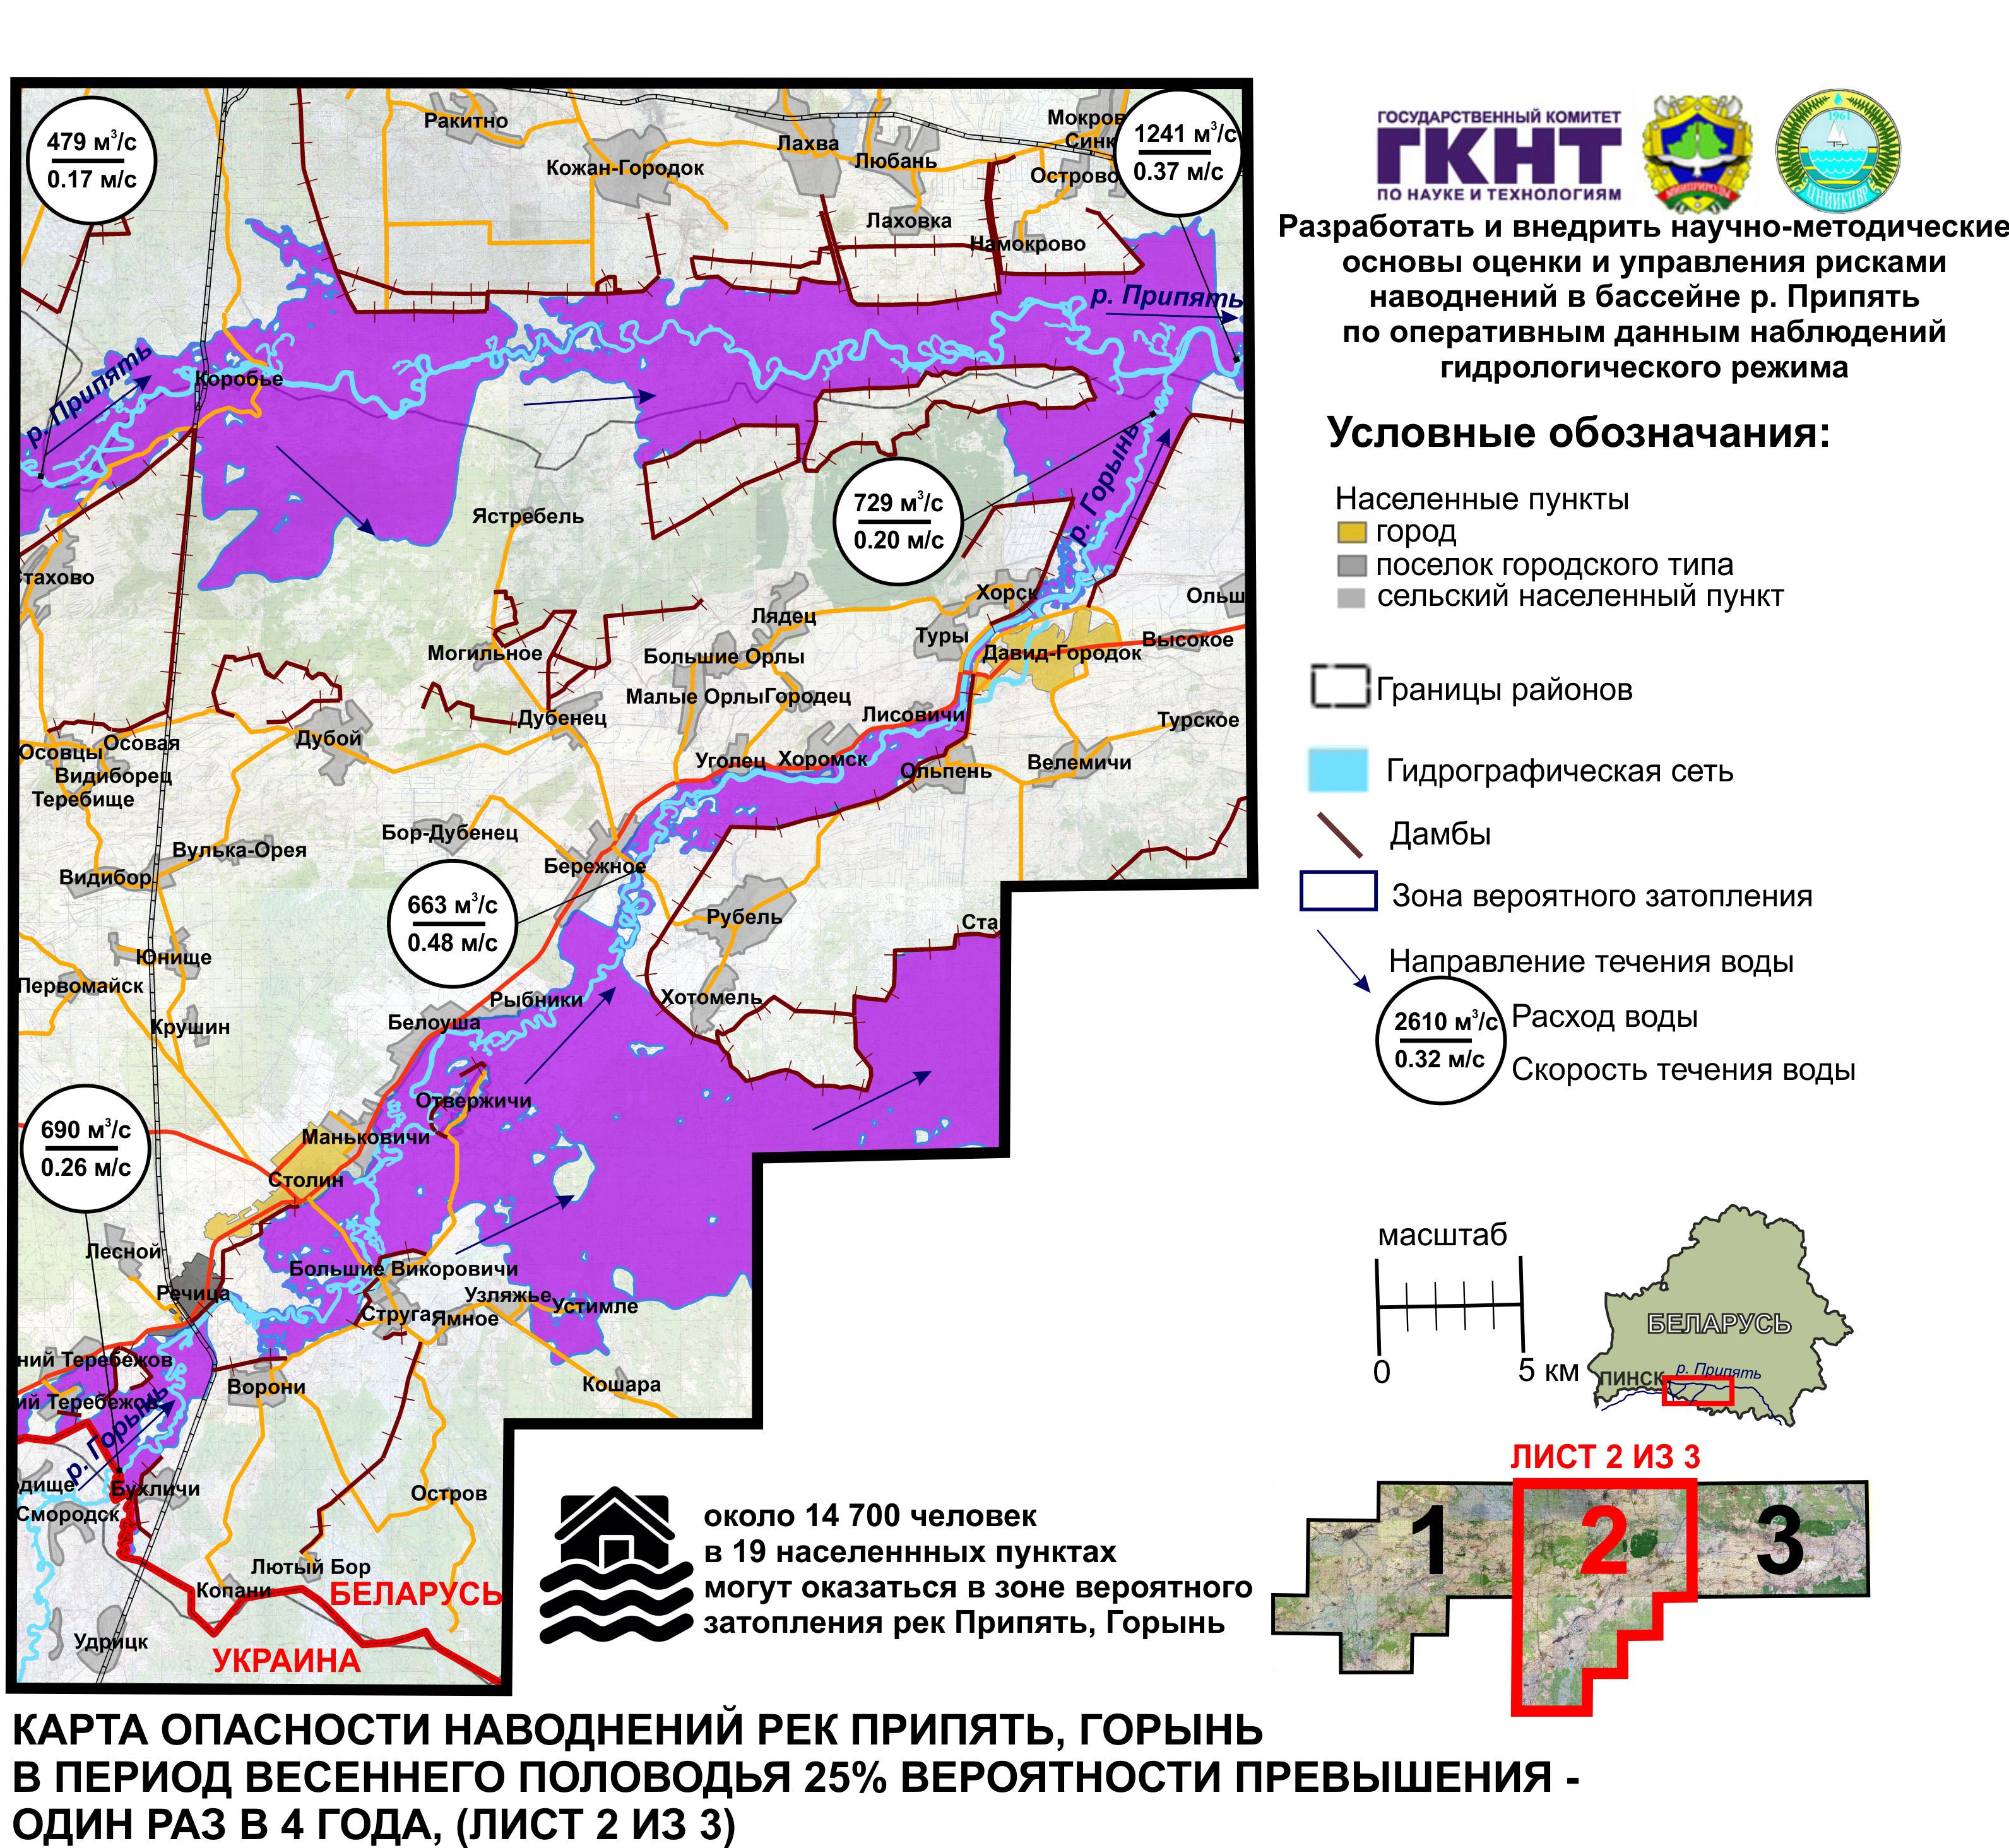 479 м³/с
0.17 м/с
1241 м³/с
0.37 м/с
Ракитно
Кожан-Городок
Лахва
Любань
Мокров
Синк
Острово
Лаховка
Намокрово
р. Припять
р. Припять
Коробье
Ястребель
729 м³/с
0.20 м/с
р. Горынь
Стахово
Хорск
Ольш
Лядец
Туры
Высокое
Могильное
Большие Орлы
Давид-Городок
Малые Орлы
Городец
Лисовичи
Турское
Дубенец
Дубой
Осовцы
Осовая
Видиборец
Теребище
Уголец
Хоромск
Ольпень
Велемичи
Бор-Дубенец
Вулька-Орея
Бережное
Видибор
663 м³/с
0.48 м/с
Рубель
Ста
Юнище
Первомайск
Крушин
Рыбники
Хотомель
Белоуша
Отвержичи
690 м³/с
0.26 м/с
Маньковичи
Столин
Лесной
Большие Викоровичи
Речица
Узляжье
Устимле
Струга
Ямное
ний Теребежов
Ворони
Кошара
ий Теребежов
р. Горынь
дище
Бухличи
Остров
Смородск
Лютый Бор
Копани
БЕЛАРУСЬ
Удрицк
УКРАИНА
ГОСУДАРСТВЕННЫЙ КОМИТЕТ
ГКНТ
ПО НАУКЕ И ТЕХНОЛОГИЯМ
МИНПРИРОДЫ
1961
ЦНИИКИВР
Разработать и внедрить научно-методические
основы оценки и управления рисками
наводнений в бассейне р. Припять
по оперативным данным наблюдений
гидрологического режима
Условные обозначания:
Населенные пункты
город
поселок городского типа
сельский населенный пункт
Границы районов
Гидрографическая сеть
Дамбы
Зона вероятного затопления
Направление течения воды
2610 м³/с
0.32 м/с
Расход воды
Скорость течения воды
масштаб
0
5 км
БЕЛАРУСЬ
ПИНСК
р. Припять
ЛИСТ 2 ИЗ 3
1
2
3
около 14 700 человек
в 19 населеннных пунктах
могут оказаться в зоне вероятного
затопления рек Припять, Горынь
КАРТА ОПАСНОСТИ НАВОДНЕНИЙ РЕК ПРИПЯТЬ, ГОРЫНЬ
В ПЕРИОД ВЕСЕННЕГО ПОЛОВОДЬЯ 25% ВЕРОЯТНОСТИ ПРЕВЫШЕНИЯ -
ОДИН РАЗ В 4 ГОДА, (ЛИСТ 2 ИЗ 3)